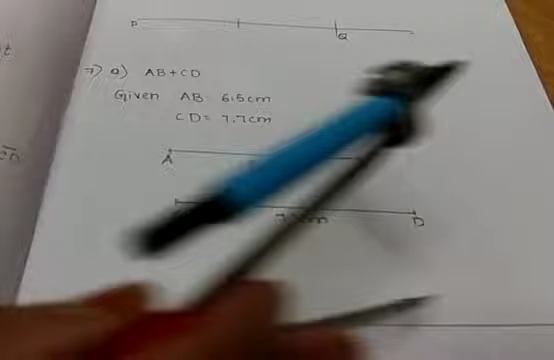 P
Q
7) a) AB+CD
Given AB= 6.5cm
CD= 7.7cm
A
D